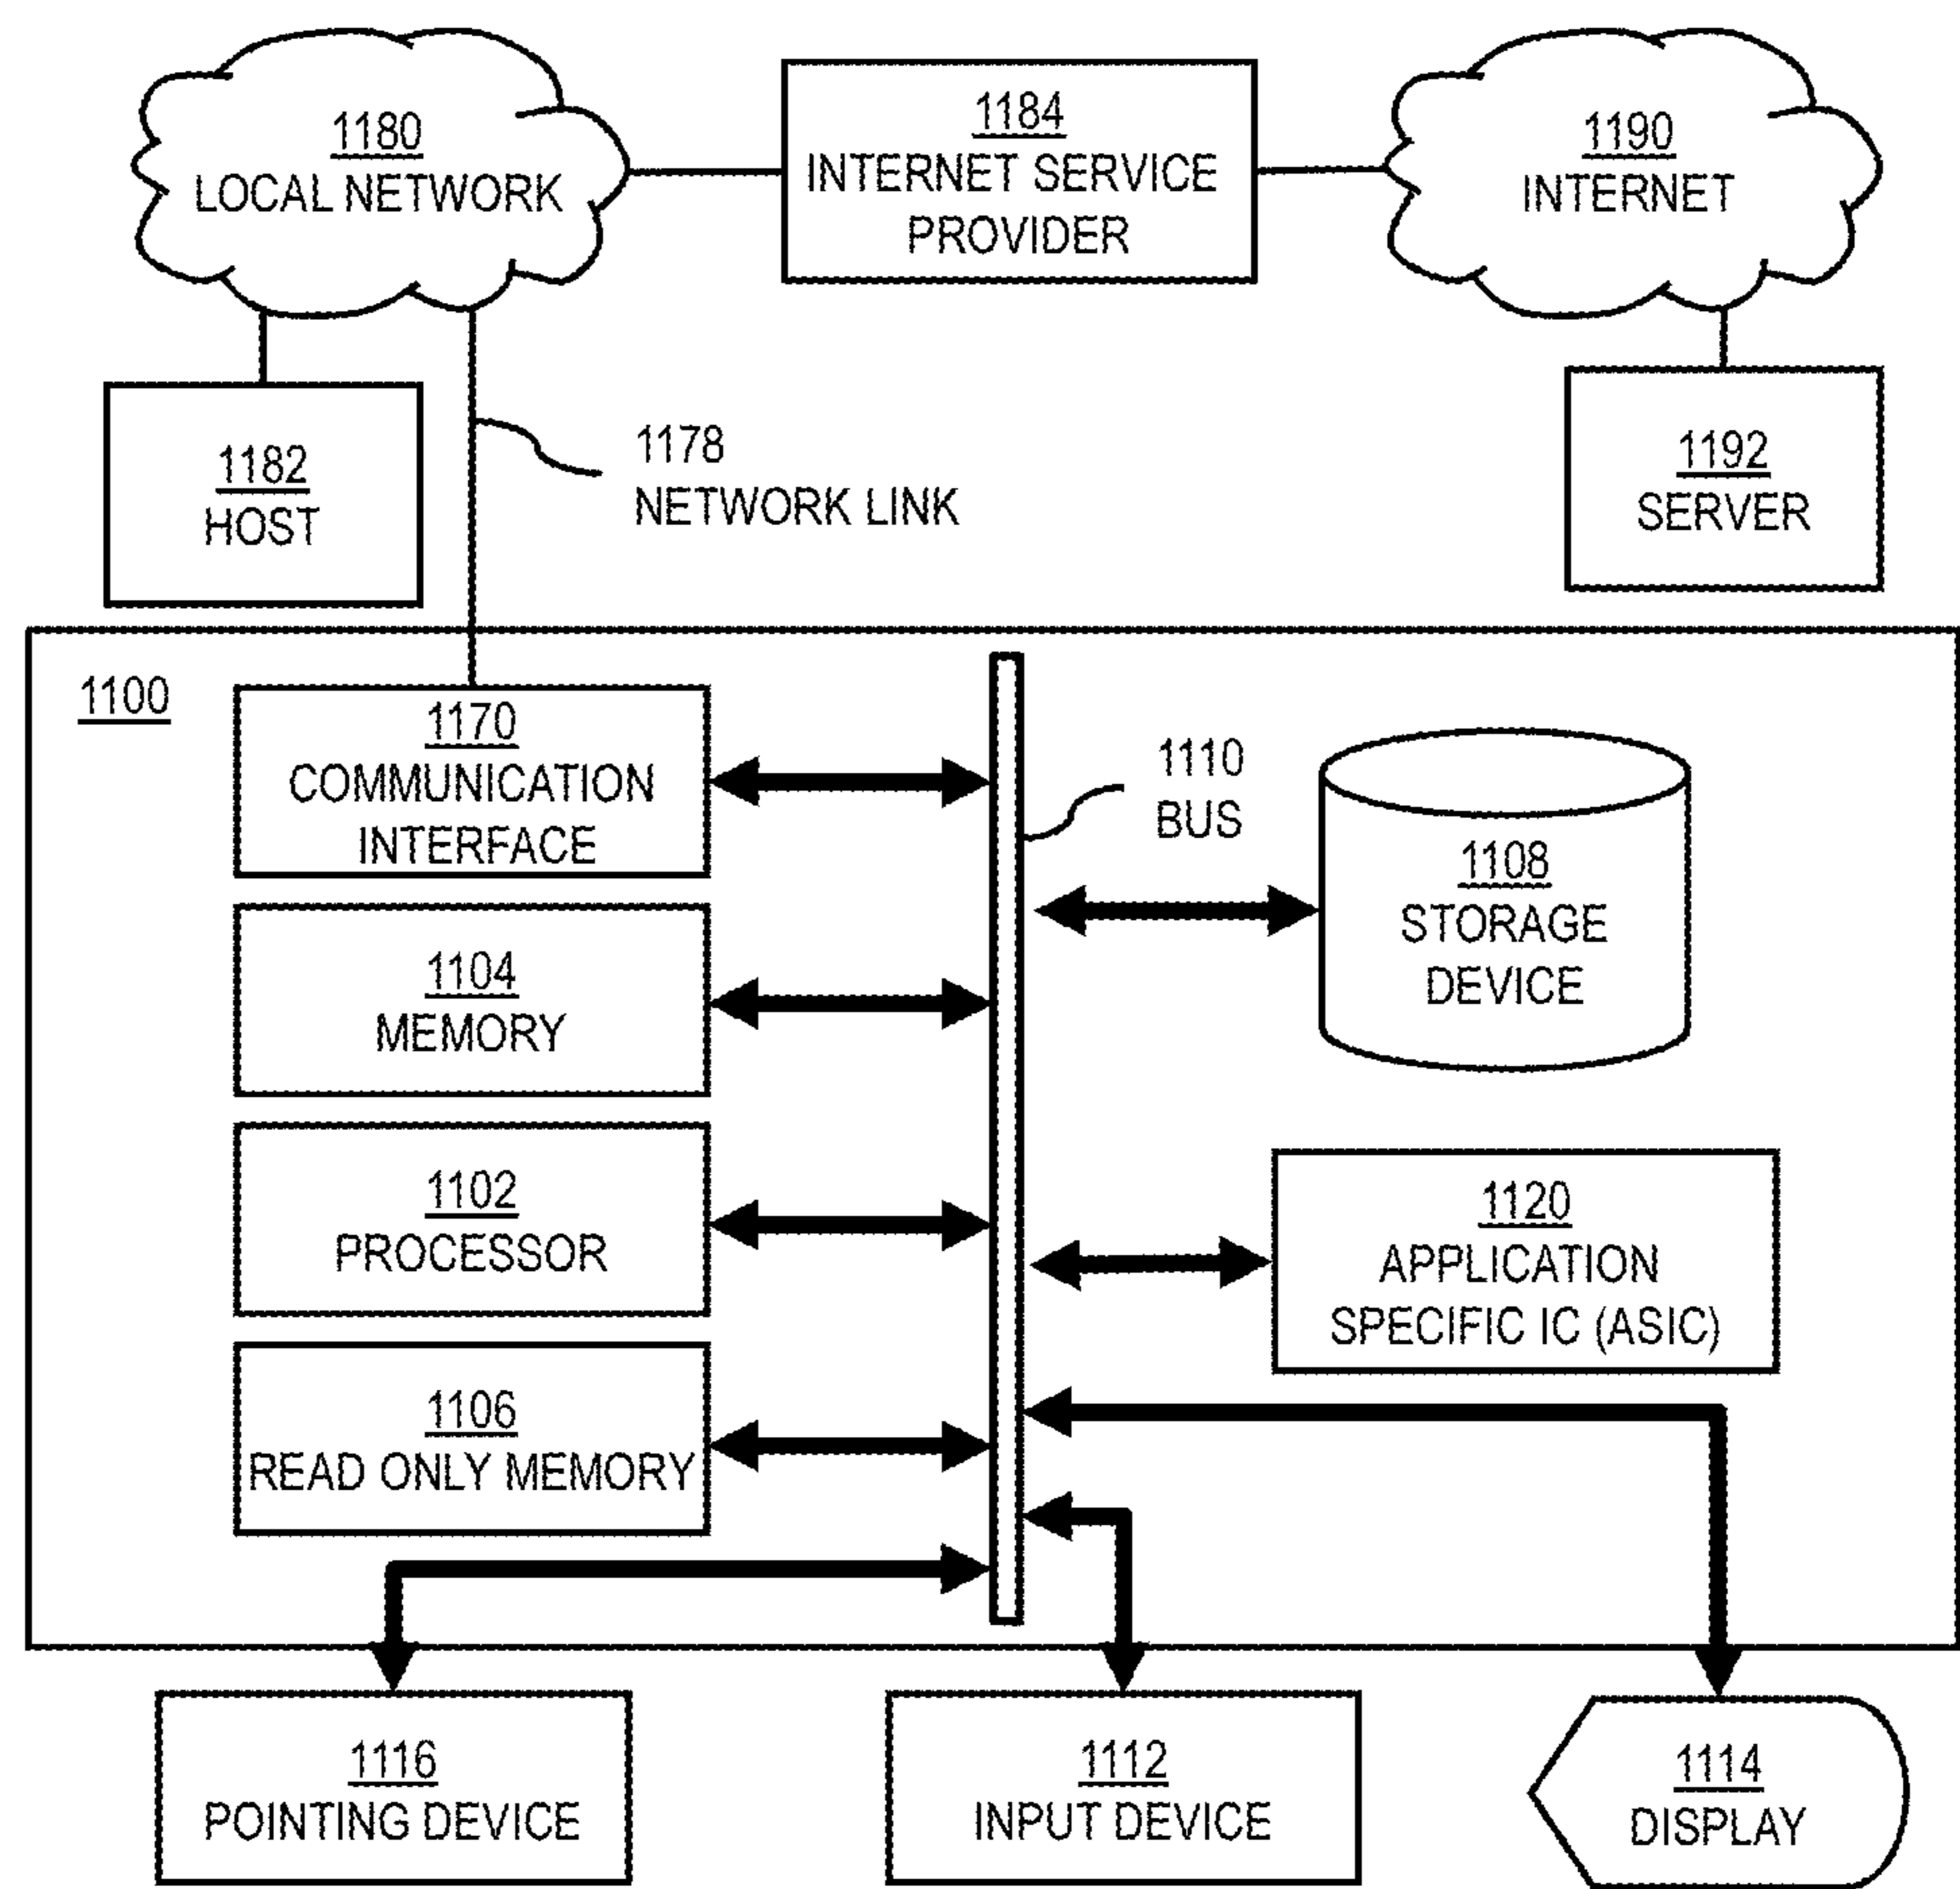 1180
LOCAL NETWORK
1184
INTERNET SERVICE
PROVIDER
1190
INTERNET
1182
HOST
1178
NETWORK LINK
1192
SERVER
1100
1170
COMMUNICATION
INTERFACE
1110
BUS
1108
STORAGE
DEVICE
1104
MEMORY
1102
PROCESSOR
1120
APPLICATION
SPECIFIC IC (ASIC)
1106
READ ONLY MEMORY
1116
POINTING DEVICE
1112
INPUT DEVICE
1114
DISPLAY